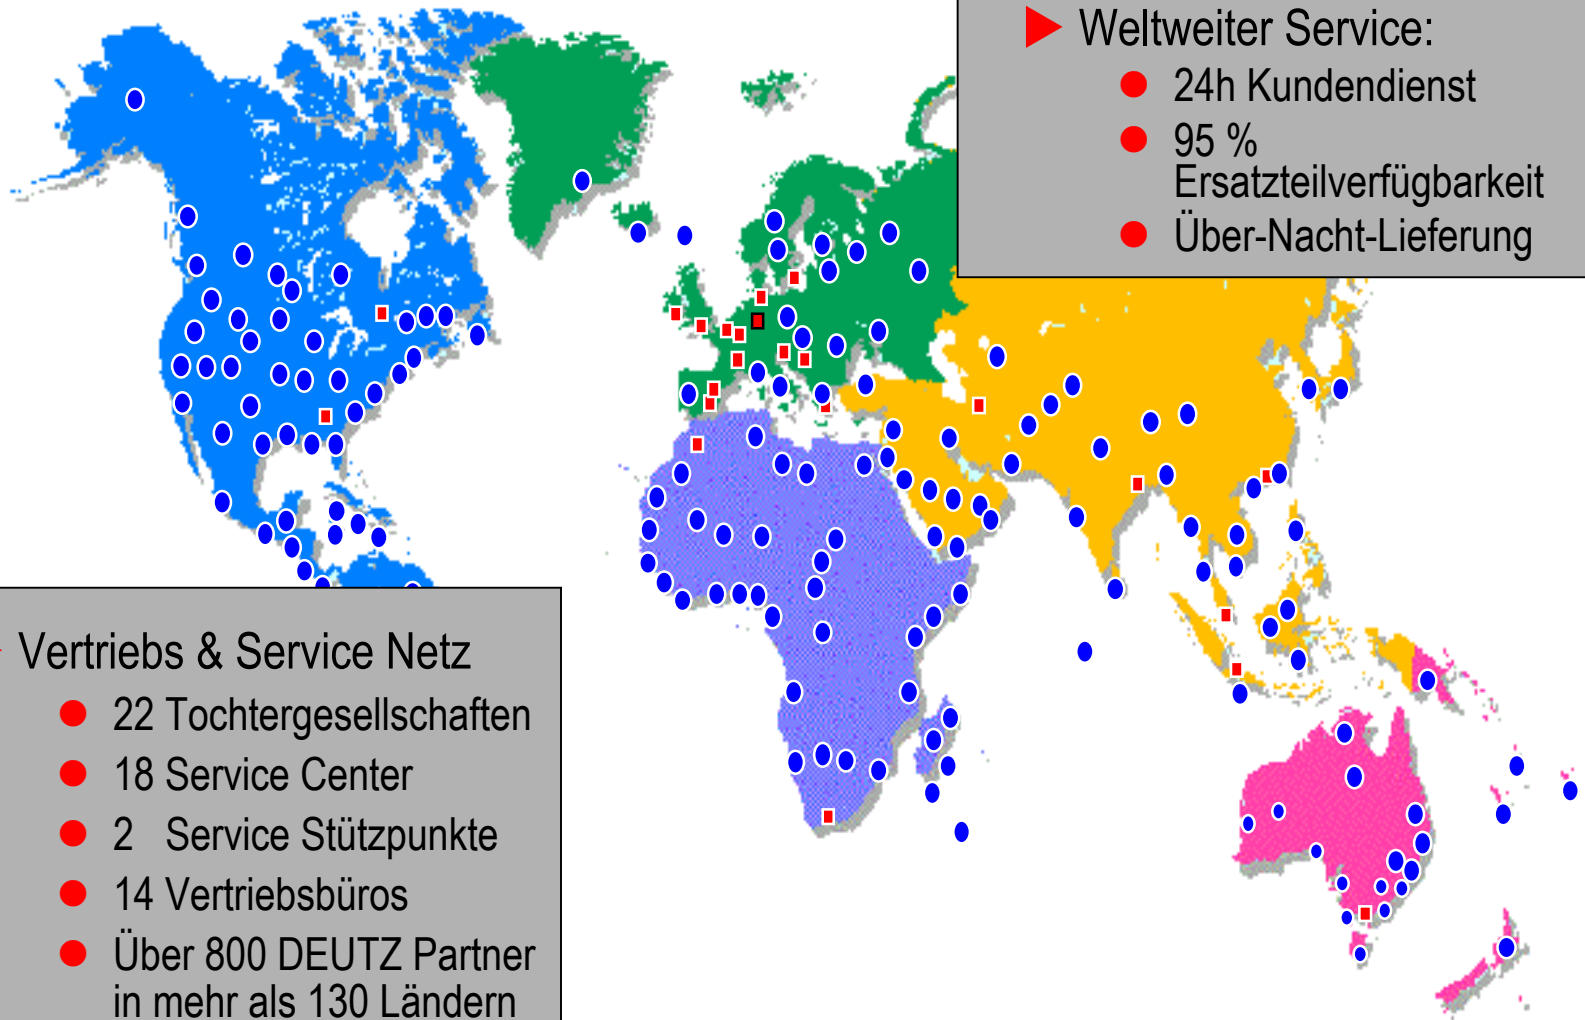 Weltweiter Service:
24h Kundendienst
95 %
Ersatzteilverfügbarkeit
Über-Nacht-Lieferung
Vertriebs & Service Netz
22 Tochtergesellschaften
18 Service Center
2 Service Stützpunkte
14 Vertriebsbüros
Über 800 DEUTZ Partner
in mehr als 130 Ländern